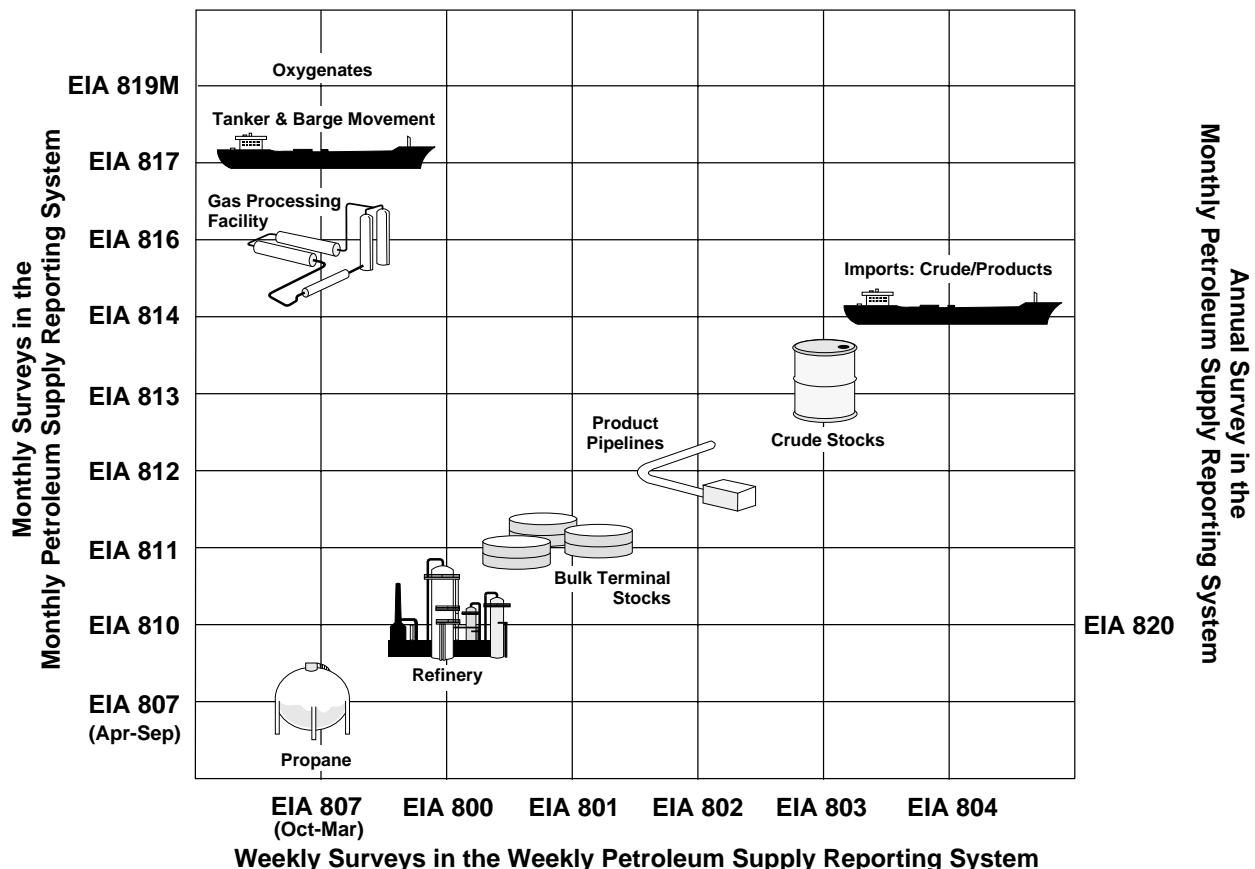 Oxygenates
EIA 819M
Tanker & Barge Movement
EIA 817
Gas Processing
Facility
EIA 816
Imports: Crude/Products
EIA 814
EIA 813
Crude Stocks
Product
Pipelines
EIA 812
EIA 811
Bulk Terminal
Stocks
EIA 810
EIA 820
Refinery
EIA 807
(Apr-Sep)
Propane
EIA 807
(Oct-Mar)
EIA 800
EIA 801
EIA 802
EIA 803
EIA 804
Weekly Surveys in the Weekly Petroleum Supply Reporting System
Monthly Surveys in the
Monthly Petroleum Supply Reporting System
Annual Survey in the
Monthly Petroleum Supply Reporting System